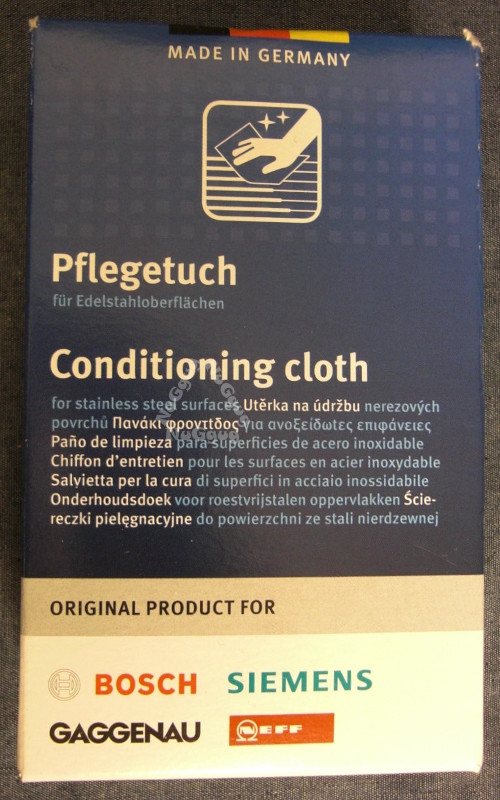 MADE IN GERMANY
Pflegetuch
für Edelstahloberflächen
Conditioning cloth
for stainless steel surfaces Utěrka na údržbu nerezových
povrchů Πανάκι φροντίδος για ανοξείδωτες επιφάνειες
Paño de limpieza para superficies de acero inoxidable
Chiffon d'entretien pour les surfaces en acier inoxydable
Salvietta per la cura di superfici in acciaio inossidabile
Onderhoudsdoek voor roestvrijstalen oppervlakken Ście-
reczki pielęgnacyjne do powierzchni ze stali nierdzewnej
ORIGINAL PRODUCT FOR
BOSCH SIEMENS
GAGGENAU NEFF